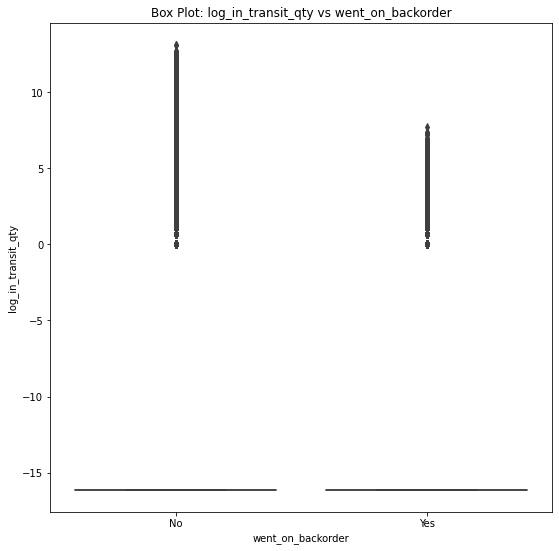 Box Plot: log_in_transit_qty vs went_on_backorder
log_in_transit_qty
10
5
0
−5
−10
−15
No
Yes
went_on_backorder